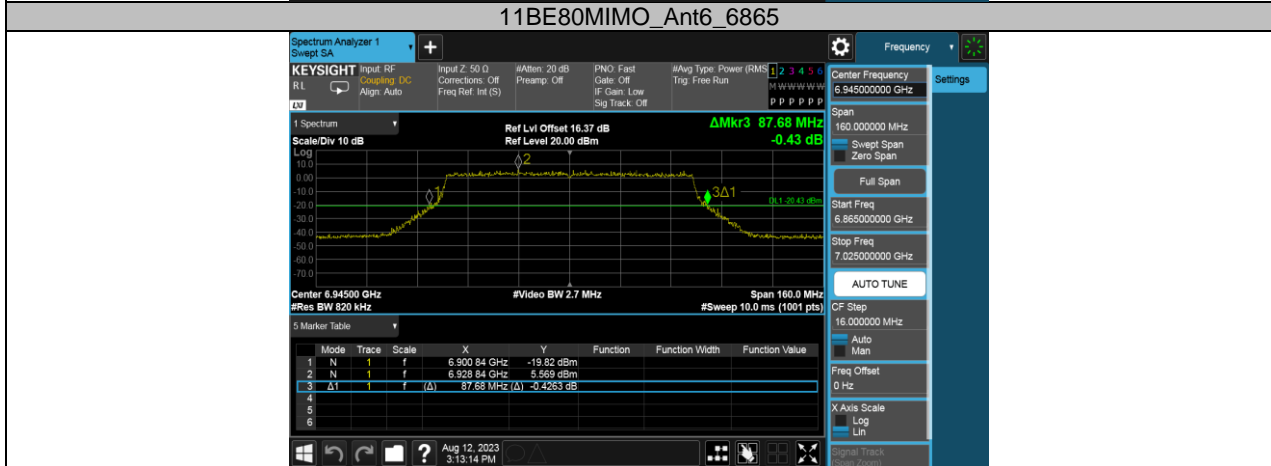 11BE80MIMO_Ant6_6865
Spectrum Analyzer 1
Swept SA
+
Frequency
KEYSIGHT
RL
LXI
Input: RF
Coupling: DC
Align: Auto
Input Z: 50 Ω
Corrections: Off
Freq Ref: Int (S)
#Atten: 20 dB
Preamp: Off
PNO: Fast
Gate: Off
IF Gain: Low
Sig Track: Off
#Avg Type: Power (RMS
Trig: Free Run
1 2 3 4 5 6
M W W W W W
P P P P P P
Center Frequency
6.945000000 GHz
Settings
1 Spectrum
Scale/Div 10 dB
Ref Lvl Offset 16.37 dB
Ref Level 20.00 dBm
ΔMkr3 87.68 MHz
-0.43 dB
Log
10.0
0.00
-10.0
-20.0
-30.0
-40.0
-50.0
-60.0
-70.0
1
2
3Δ1
DL1 -20.43 dBm
Center 6.94500 GHz
#Res BW 820 kHz
#Video BW 2.7 MHz
Span 160.0 MHz
#Sweep 10.0 ms (1001 pts)
Span
160.000000 MHz
Swept Span
Zero Span
Full Span
Start Freq
6.865000000 GHz
Stop Freq
7.025000000 GHz
AUTO TUNE
CF Step
16.000000 MHz
Auto
Man
Freq Offset
0 Hz
X Axis Scale
Log
Lin
Signal Track
(Span Zoom)
5 Marker Table
Mode Trace Scale X Y Function Function Width Function Value
1 N 1 f 6.900 84 GHz -19.82 dBm
2 N 1 f 6.928 84 GHz 5.569 dBm
3 Δ1 1 f (Δ) 87.68 MHz (Δ) -0.4263 dB
4
5
6
?
Aug 12, 2023
3:13:14 PM